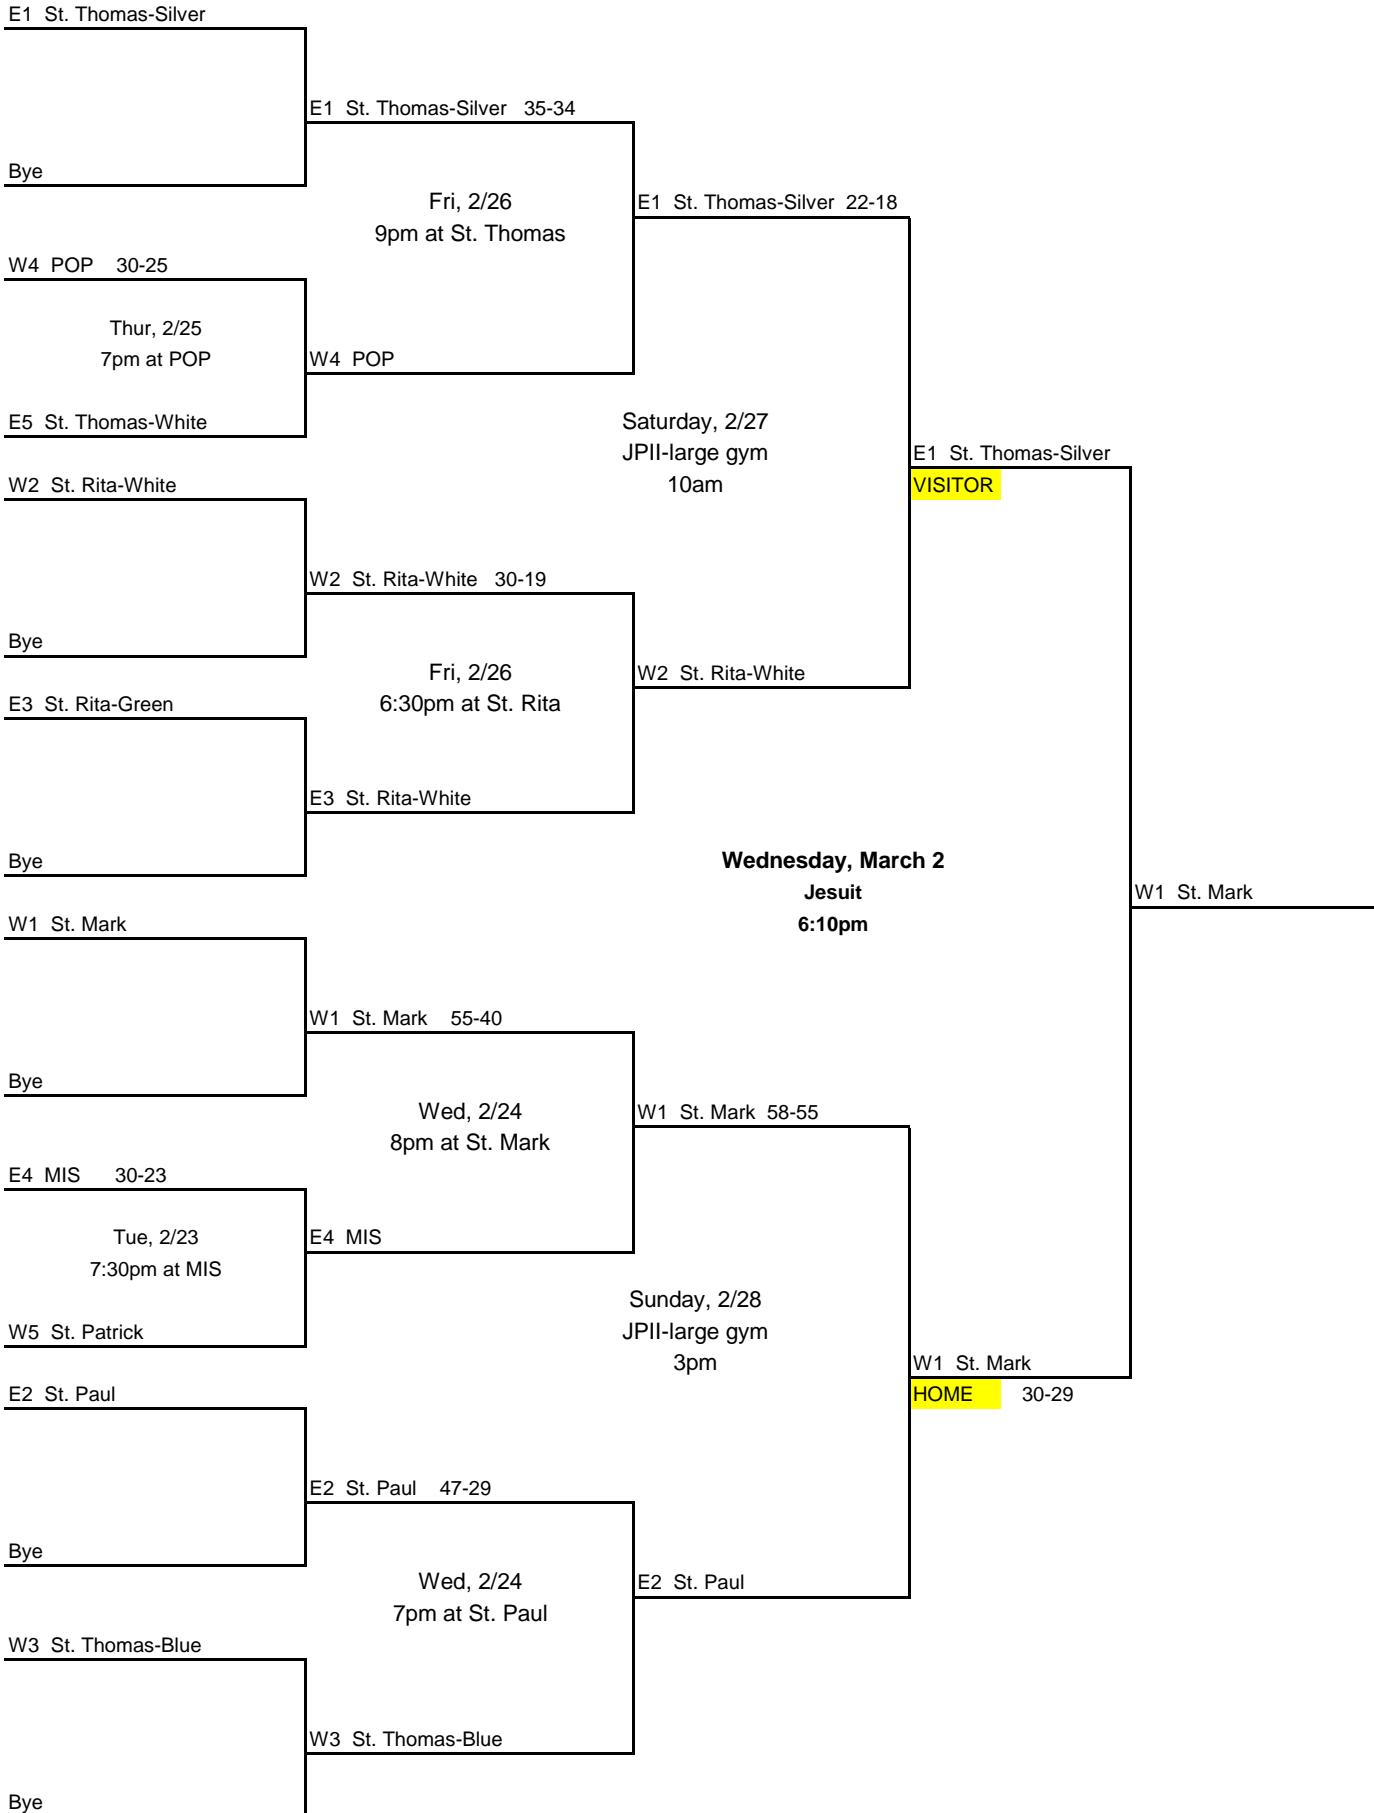 E1  St. Thomas-Silver
E1  St. Thomas-Silver   35-34
Bye
Fri, 2/26
9pm at St. Thomas
E1  St. Thomas-Silver  22-18
W4  POP    30-25
Thur, 2/25
7pm at POP
W4  POP
E5  St. Thomas-White
Saturday, 2/27
JPII-large gym
10am
E1  St. Thomas-Silver
VISITOR
W2  St. Rita-White
W2  St. Rita-White   30-19
Bye
Fri, 2/26
6:30pm at St. Rita
W2  St. Rita-White
E3  St. Rita-Green
E3  St. Rita-White
Bye
Wednesday, March 2
Jesuit
6:10pm
W1  St. Mark
W1  St. Mark
W1  St. Mark    55-40
Bye
Wed, 2/24
8pm at St. Mark
W1  St. Mark  58-55
E4  MIS      30-23
Tue, 2/23
7:30pm at MIS
E4  MIS
W5  St. Patrick
Sunday, 2/28
JPII-large gym
3pm
W1  St. Mark
HOME    30-29
E2  St. Paul
E2  St. Paul    47-29
Bye
Wed, 2/24
7pm at St. Paul
E2  St. Paul
W3  St. Thomas-Blue
W3  St. Thomas-Blue
Bye